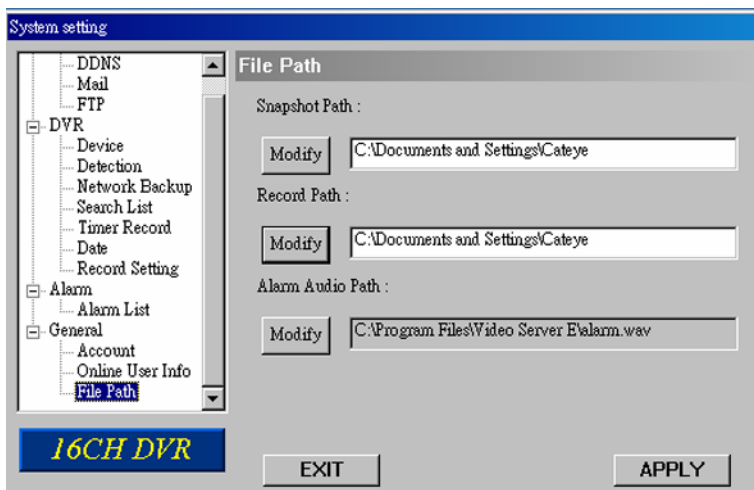 System setting
DDNS
Mail
FTP
DVR
Device
Detection
Network Backup
Search List
Timer Record
Date
Record Setting
Alarm
Alarm List
General
Account
Online User Info
File Path
16CH DVR
File Path
Snapshot Path :
Modify
C:\Documents and Settings\Cateye
Record Path :
Modify
C:\Documents and Settings\Cateye
Alarm Audio Path :
Modify
C:\Program Files\Video Server E\alarm.wav
EXIT
APPLY